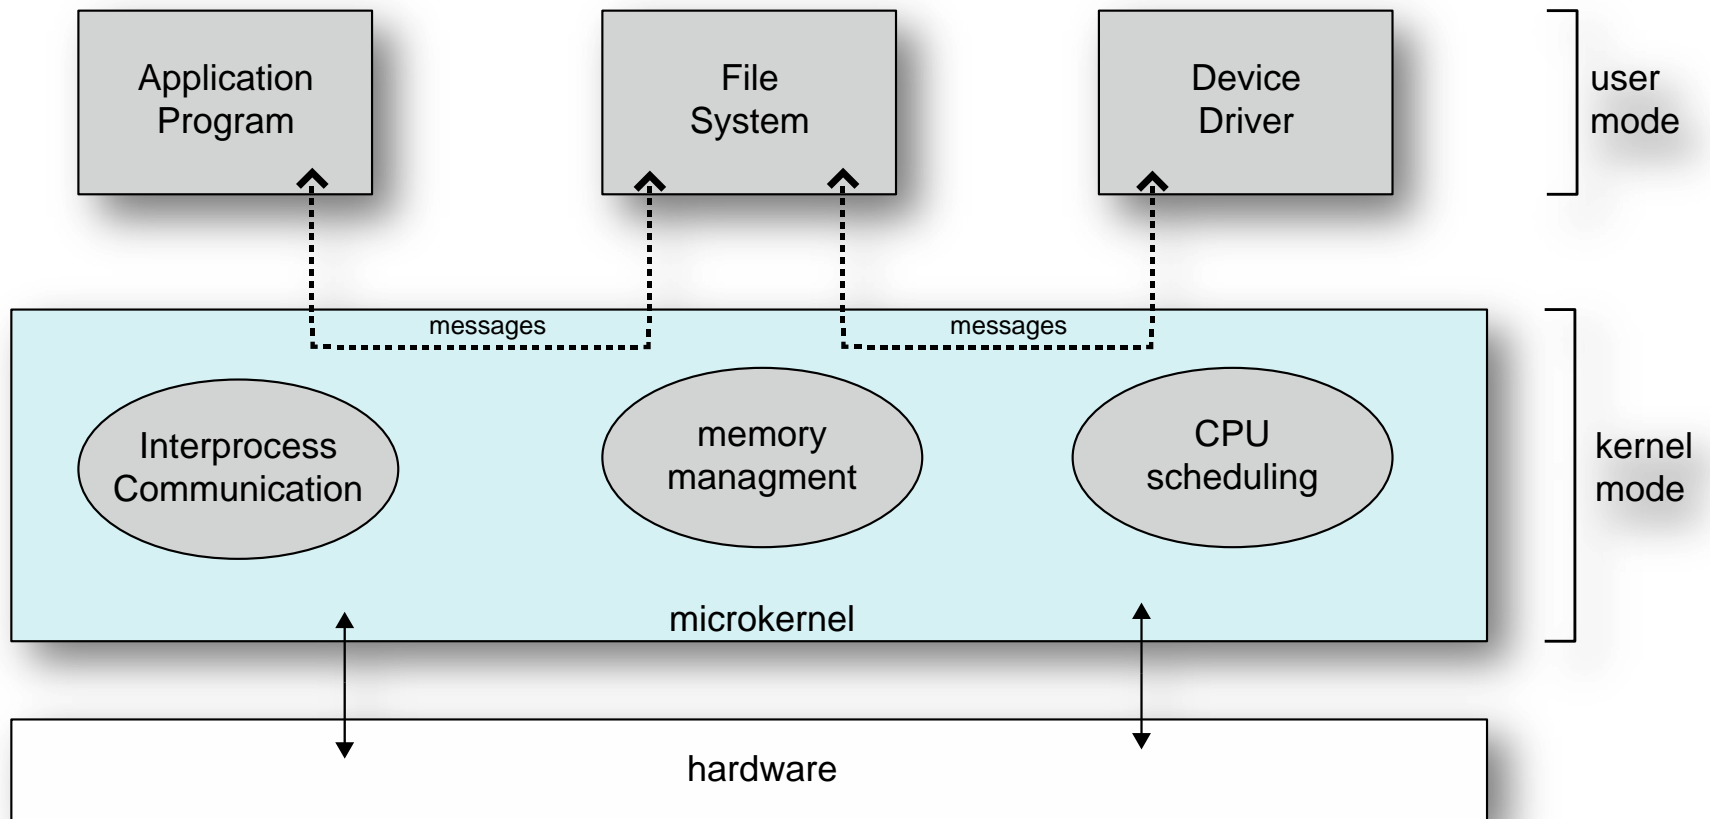 Application
Program
File
System
Device
Driver
user
mode
messages
messages
Interprocess
Communication
memory
managment
CPU
scheduling
kernel
mode
microkernel
hardware